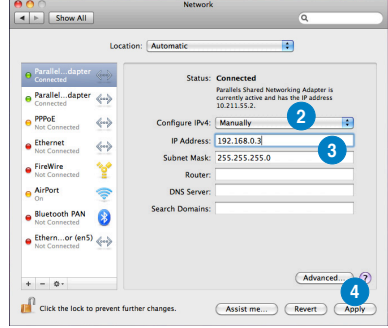 Network
Show All
Location: Automatic
Parallel...dapter
Connected
Parallel...dapter
Connected
PPPoE
Not Connected
Ethernet
Not Connected
FireWire
Not Connected
AirPort
On
Bluetooth PAN
Not Connected
Ethern...or (en5)
Not Connected
Status: Connected
Parallels Shared Networking Adapter is
currently active and has the IP address
10.211.55.2.
2
Configure IPv4: Manually
IP Address: 192.168.0.3
3
Subnet Mask: 255.255.255.0
Router:
DNS Server:
Search Domains:
Advanced... ?
4
Click the lock to prevent further changes.
Assist me... Revert Apply